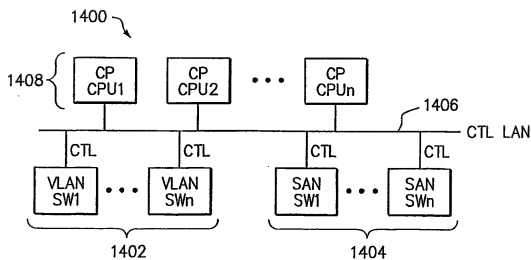 1400
1408
CP
CPU1
CP
CPU2
CP
CPUn
1406
CTL LAN
CTL
CTL
CTL
CTL
VLAN
SW1
VLAN
SWn
SAN
SW1
SAN
SWn
1402
1404